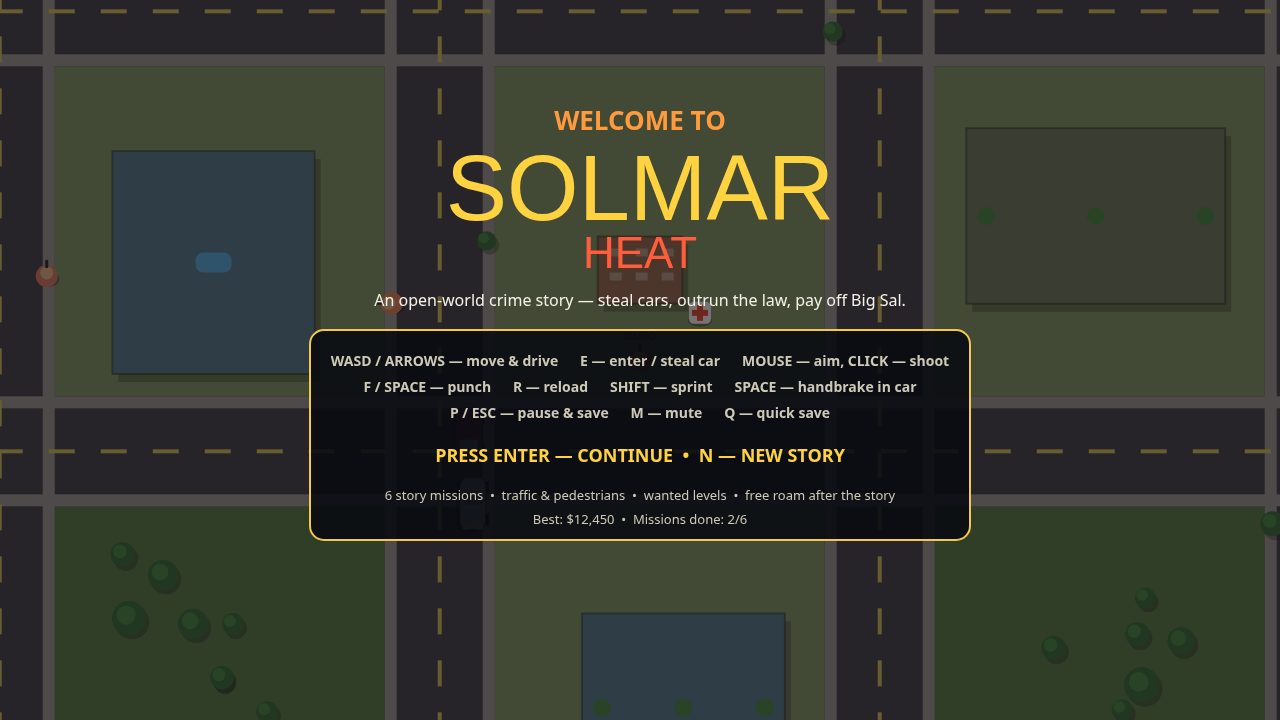 WELCOME TO
SOLMAR
HEAT
An open-world crime story — steal cars, outrun the law, pay off Big Sal.
WASD / ARROWS — move & drive E — enter / steal car MOUSE — aim, CLICK — shoot
F / SPACE — punch R — reload SHIFT — sprint SPACE — handbrake in car
P / ESC — pause & save M — mute Q — quick save
PRESS ENTER — CONTINUE • N — NEW STORY
6 story missions • traffic & pedestrians • wanted levels • free roam after the story
Best: $12,450 • Missions done: 2/6